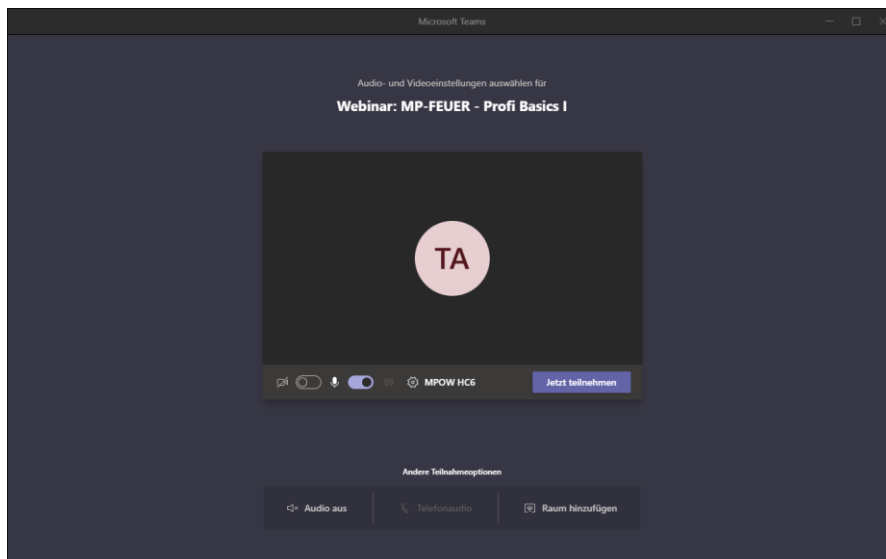 Microsoft Teams
Audio- und Videoeinstellungen auswählen für
Webinar: MP-FEUER - Profi Basics I
TA
MPOW HC6
Jetzt teilnehmen
Andere Teilnahmeoptionen
Audio aus
Telefonaudio
Raum hinzufügen